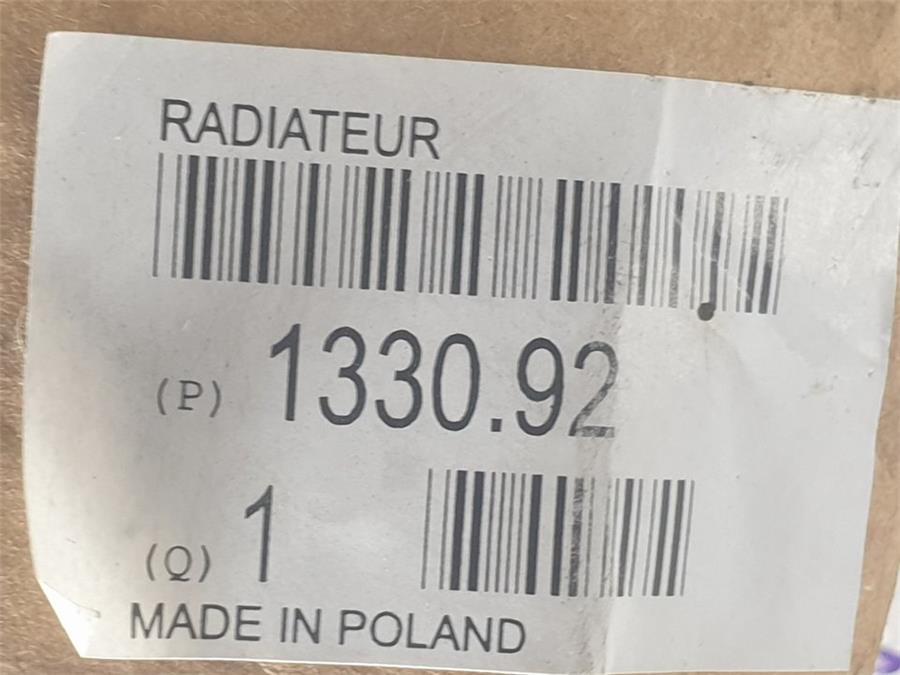 RADIATEUR
(P) 1330.92
(Q) 1
MADE IN POLAND